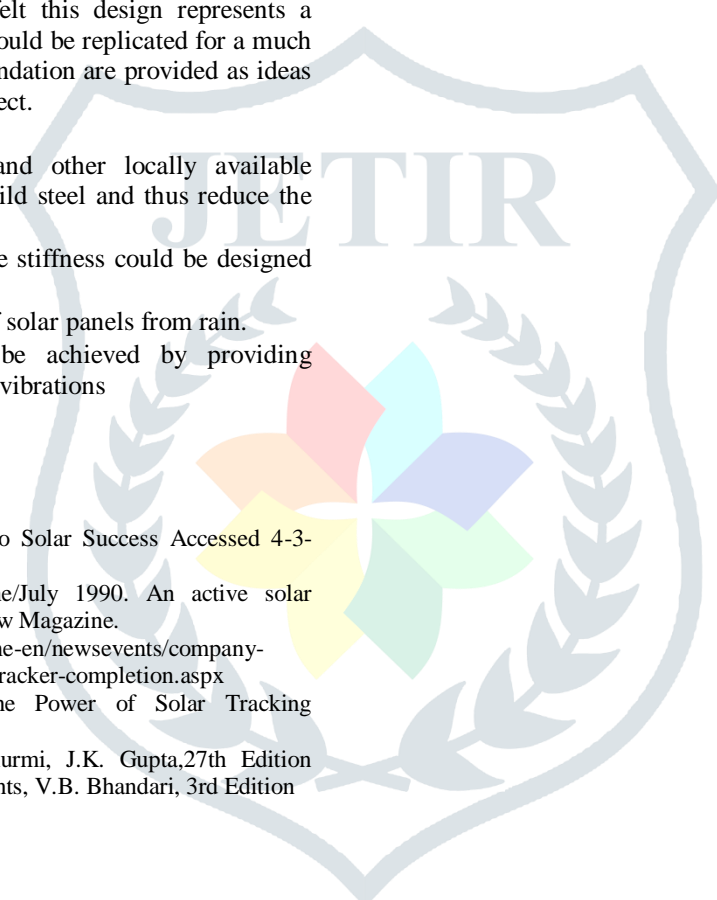 felt this design represents a
ould be replicated for a much
ndation are provided as ideas
ect.
and other locally available
ild steel and thus reduce the
e stiffness could be designed
f solar panels from rain.
be achieved by providing
vibrations
o Solar Success Accessed 4-3-
ne/July 1990. An active solar
w Magazine.
ne-en/newsevents/company-
racker-completion.aspx
he Power of Solar Tracking
urmi, J.K. Gupta,27th Edition
nts, V.B. Bhandari, 3rd Edition
JETIR